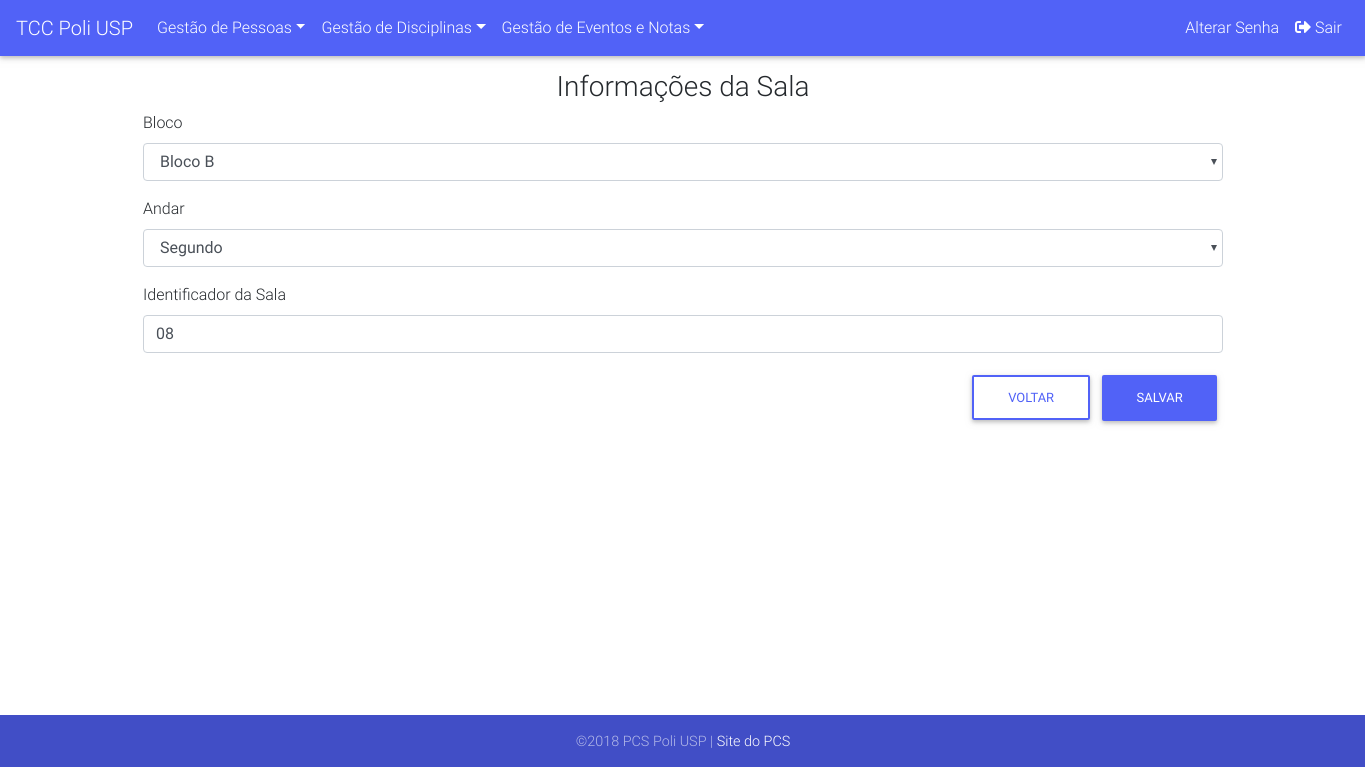 TCC Poli USP Gestão de Pessoas Gestão de Disciplinas Gestão de Eventos e Notas Alterar Senha Sair
Informações da Sala
Bloco
Bloco B
Andar
Segundo
Identificador da Sala
08
VOLTAR SALVAR
©2018 PCS Poli USP | Site do PCS